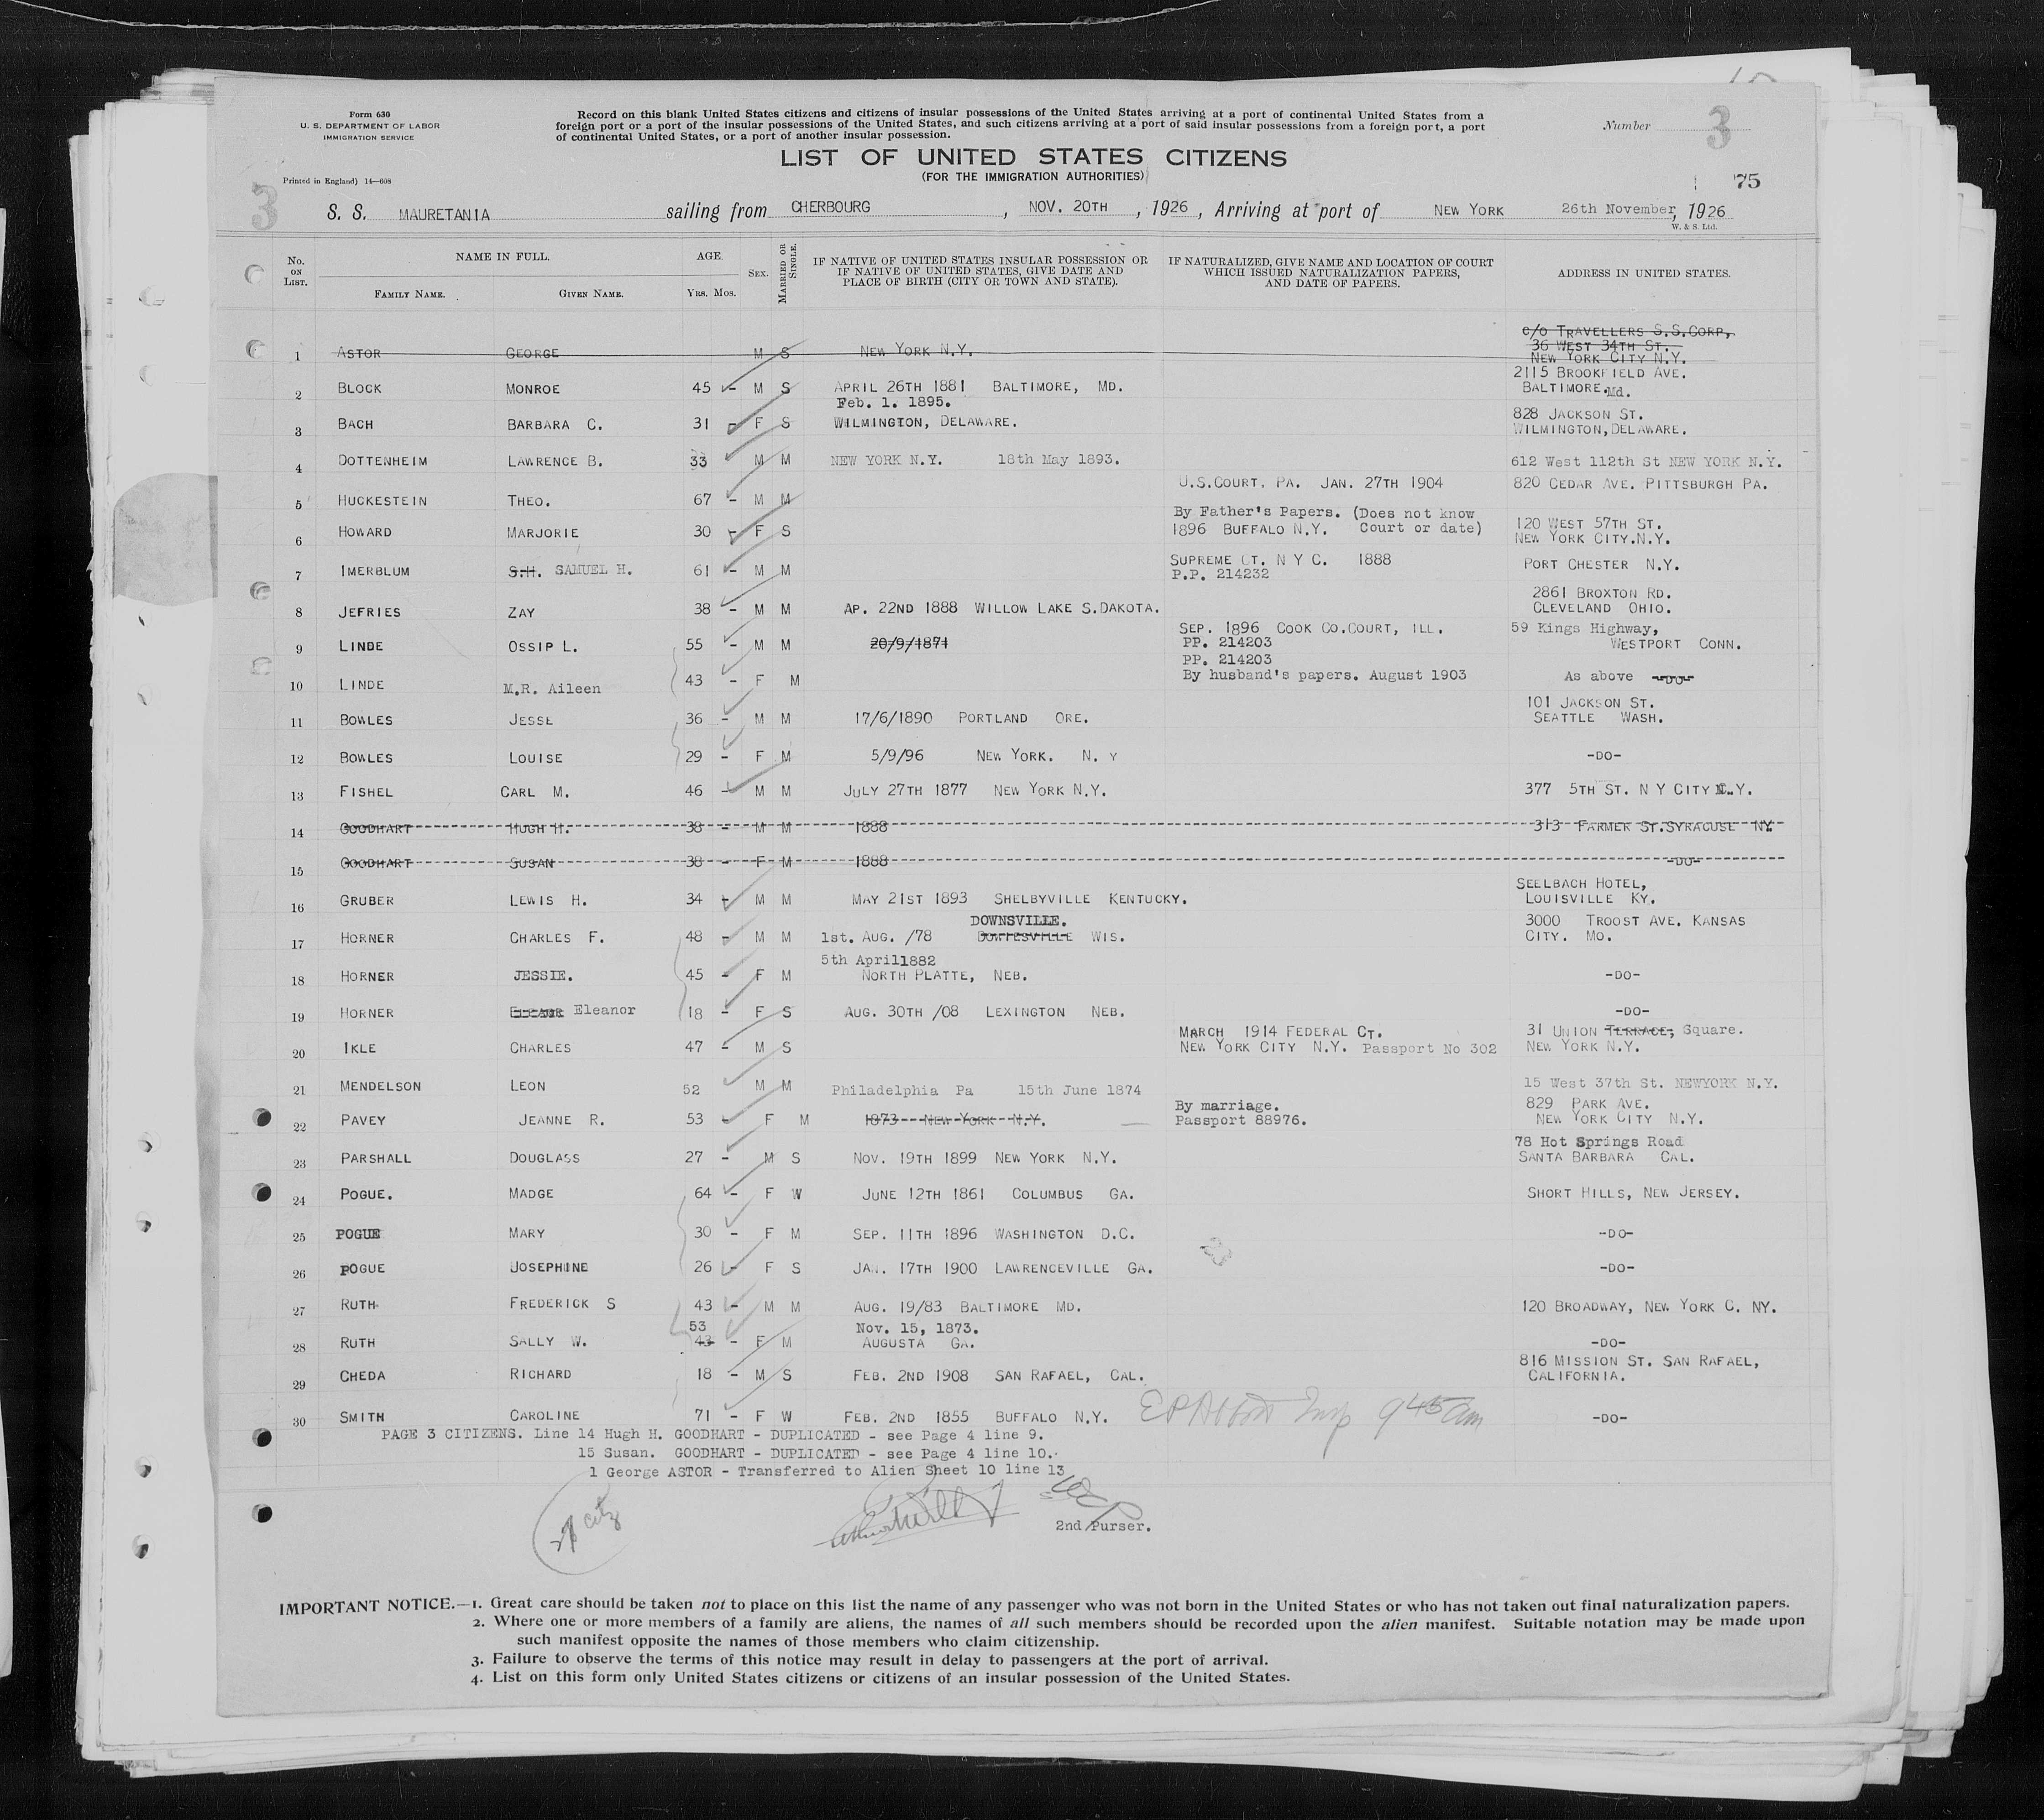 Form 630
U. S. DEPARTMENT OF LABOR
IMMIGRATION SERVICE
Record on this blank United States citizens and citizens of insular possessions of the United States arriving at a port of continental United States from a
foreign port or a port of the insular possessions of the United States, and such citizens arriving at a port of said insular possessions from a foreign port, a port
of continental United States, or a port of another insular possession.
Number 3
LIST OF UNITED STATES CITIZENS
(FOR THE IMMIGRATION AUTHORITIES)
Printed in England) 14—608
75
3
S. S. MAURETANIA sailing from CHERBOURG, NOV. 20TH, 1926, Arriving at port of NEW YORK 26th November, 1926
W. & S. Ltd.
No. ON LIST. NAME IN FULL. FAMILY NAME. GIVEN NAME. AGE. YRS. MOS. SEX. MARRIED OR SINGLE. IF NATIVE OF UNITED STATES INSULAR POSSESSION OR IF NATIVE OF UNITED STATES, GIVE DATE AND PLACE OF BIRTH (CITY OR TOWN AND STATE). IF NATURALIZED, GIVE NAME AND LOCATION OF COURT WHICH ISSUED NATURALIZATION PAPERS, AND DATE OF PAPERS. ADDRESS IN UNITED STATES.
c/o TRAVELLERS S.S.CORP,
36 WEST 34TH ST.
1 ASTOR GEORGE M S NEW YORK N.Y. NEW YORK CITY N.Y.
2115 BROOKFIELD AVE.
2 BLOCK MONROE 45 - M S APRIL 26TH 1881 BALTIMORE, MD. BALTIMORE.Md.
Feb. 1. 1895. 828 JACKSON ST.
3 BACH BARBARA C. 31 - F S WILMINGTON, DELAWARE. WILMINGTON,DELAWARE.
4 DOTTENHEIM LAWRENCE B. 33 M M NEW YORK N.Y. 18th May 1893. 612 West 112th St NEW YORK N.Y.
U.S.COURT. PA. JAN. 27TH 1904 820 CEDAR AVE. PITTSBURGH PA.
5 HUCKESTEIN THEO. 67 - M M
By Father's Papers. (Does not know
6 HOWARD MARJORIE 30 - F S 1896 BUFFALO N.Y. Court or date) 120 WEST 57TH ST.
NEW YORK CITY.N.Y.
SUPREME CT. N Y C. 1888
7 IMERBLUM S.H. SAMUEL H. 61 - M M P.P. 214232 PORT CHESTER N.Y.
2861 BROXTON RD.
8 JEFRIES ZAY 38 - M M AP. 22ND 1888 WILLOW LAKE S.DAKOTA. CLEVELAND OHIO.
SEP. 1896 COOK CO.COURT, ILL. 59 Kings Highway,
9 LINDE OSSIP L. 55 - M M 20/9/1871 PP. 214203 WESTPORT CONN.
PP. 214203
10 LINDE M.R. Aileen 43 - F M By husband's papers. August 1903 As above -DO-
101 JACKSON ST.
11 BOWLES JESSE 36 - M M 17/6/1890 PORTLAND ORE. SEATTLE WASH.
12 BOWLES LOUISE 29 - F M 5/9/96 NEW YORK. N. Y -DO-
13 FISHEL CARL M. 46 - M M JULY 27TH 1877 NEW YORK N.Y. 377 5TH ST. N Y CITY N.Y.
14 GOODHART HUGH H. 38 - M M 1888 313 FARMER ST.SYRACUSE NY.
15 GOODHART SUSAN 38 - F M 1888 -DO-
SEELBACH HOTEL,
16 GRUBER LEWIS H. 34 - M M MAY 21ST 1893 SHELBYVILLE KENTUCKY. LOUISVILLE KY.
DOWNSVILLE. 3000 TROOST AVE. KANSAS
17 HORNER CHARLES F. 48 - M M 1st. Aug. /78 WIS. CITY. MO.
5th April1882
18 HORNER JESSIE. 45 - F M NORTH PLATTE, NEB. -DO-
19 HORNER Eleanor 18 - F S AUG. 30TH /08 LEXINGTON NEB. -DO-
MARCH 1914 FEDERAL CT. 31 UNION TERRACE, Square.
20 IKLE CHARLES 47 - M S NEW YORK CITY N.Y. Passport No 302 NEW YORK N.Y.
21 MENDELSON LEON 52 M M Philadelphia Pa 15th June 1874 15 West 37th St. NEWYORK N.Y.
By marriage. 829 PARK AVE.
22 PAVEY JEANNE R. 53 - F M 1873 NEW YORK N.Y. Passport 88976. NEW YORK CITY N.Y.
78 Hot Springs Road
23 PARSHALL DOUGLASS 27 - M S NOV. 19TH 1899 NEW YORK N.Y. SANTA BARBARA CAL.
24 POGUE. MADGE 64 - F W JUNE 12TH 1861 COLUMBUS GA. SHORT HILLS, NEW JERSEY.
25 POGUE MARY 30 - F M SEP. 11TH 1896 WASHINGTON D.C. -DO-
26 POGUE JOSEPHINE 26 - F S JAN. 17TH 1900 LAWRENCEVILLE GA. -DO-
27 RUTH FREDERICK S 43 - M M AUG. 19/83 BALTIMORE MD. 120 BROADWAY, NEW YORK C. NY.
53 Nov. 15, 1873.
28 RUTH SALLY W. 43 - F M AUGUSTA GA. -DO-
816 MISSION ST. SAN RAFAEL,
29 CHEDA RICHARD 18 - M S FEB. 2ND 1908 SAN RAFAEL, CAL. CALIFORNIA.
30 SMITH CAROLINE 71 - F W FEB. 2ND 1855 BUFFALO N.Y. Insp 9 45 am -DO-
PAGE 3 CITIZENS. Line 14 Hugh H. GOODHART - DUPLICATED - see Page 4 line 9.
15 Susan. GOODHART - DUPLICATED - see Page 4 line 10.
1 George ASTOR - Transferred to Alien Sheet 10 line 13
2nd Purser.
IMPORTANT NOTICE.—1. Great care should be taken not to place on this list the name of any passenger who was not born in the United States or who has not taken out final naturalization papers.
2. Where one or more members of a family are aliens, the names of all such members should be recorded upon the alien manifest. Suitable notation may be made upon
such manifest opposite the names of those members who claim citizenship.
3. Failure to observe the terms of this notice may result in delay to passengers at the port of arrival.
4. List on this form only United States citizens or citizens of an insular possession of the United States.